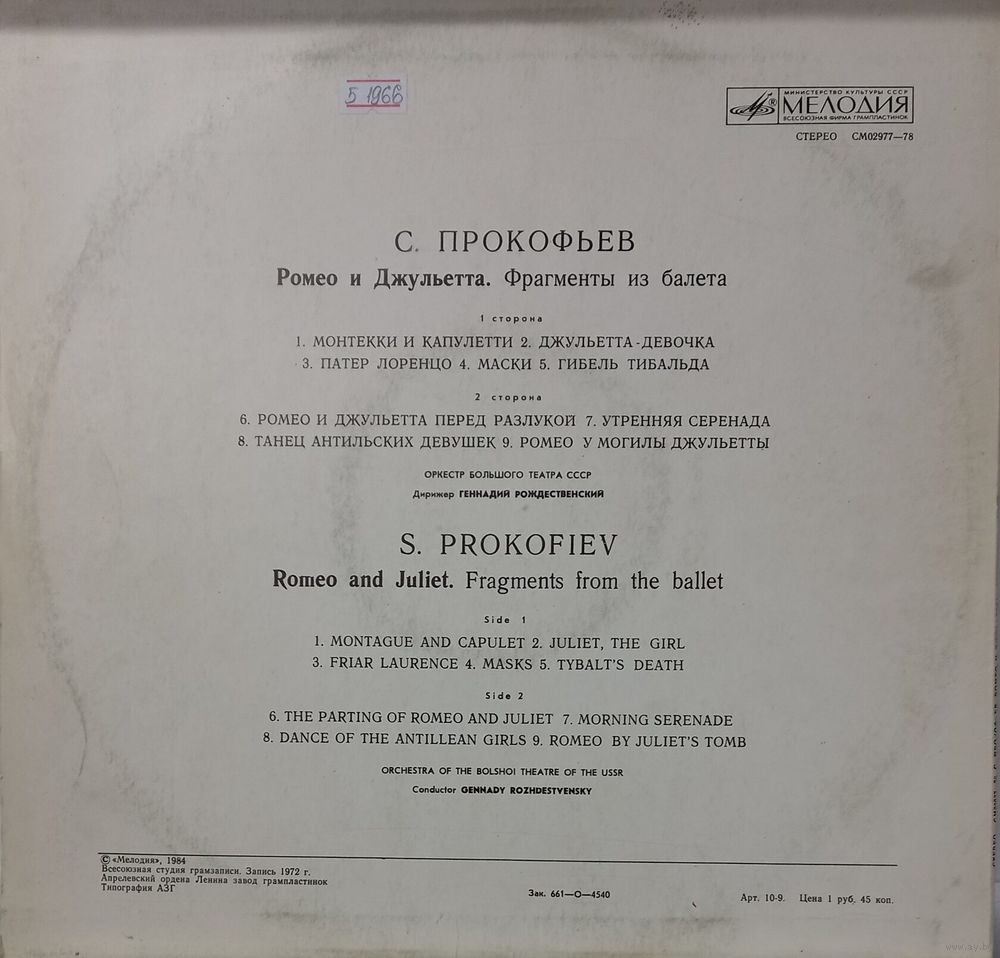 5 1966
МИНИСТЕРСТВО КУЛЬТУРЫ СССР
МЕЛОДИЯ
ВСЕСОЮЗНАЯ ФИРМА ГРАМПЛАСТИНОК
СТЕРЕО СМ02977—78
С. ПРОКОФЬЕВ
Ромео и Джульетта. Фрагменты из балета
1 сторона
1. МОНТЕККИ И КАПУЛЕТТИ 2. ДЖУЛЬЕТТА-ДЕВОЧКА
3. ПАТЕР ЛОРЕНЦО 4. МАСКИ 5. ГИБЕЛЬ ТИБАЛЬДА
2 сторона
6. РОМЕО И ДЖУЛЬЕТТА ПЕРЕД РАЗЛУКОЙ 7. УТРЕННЯЯ СЕРЕНАДА
8. ТАНЕЦ АНТИЛЬСКИХ ДЕВУШЕК 9. РОМЕО У МОГИЛЫ ДЖУЛЬЕТТЫ
ОРКЕСТР БОЛЬШОГО ТЕАТРА СССР
Дирижер ГЕННАДИЙ РОЖДЕСТВЕНСКИЙ
S. PROKOFIEV
Romeo and Juliet. Fragments from the ballet
Side 1
1. MONTAGUE AND CAPULET 2. JULIET, THE GIRL
3. FRIAR LAURENCE 4. MASKS 5. TYBALT'S DEATH
Side 2
6. THE PARTING OF ROMEO AND JULIET 7. MORNING SERENADE
8. DANCE OF THE ANTILLEAN GIRLS 9. ROMEO BY JULIET'S TOMB
ORCHESTRA OF THE BOLSHOI THEATRE OF THE USSR
Conductor GENNADY ROZHDESTVENSKY
© «Мелодия», 1984
Всесоюзная студия грамзаписи. Запись 1972 г.
Апрелевский ордена Ленина завод грампластинок
Типография АЗГ
Зак. 661—О—4540
Арт. 10-9. Цена 1 руб. 45 коп.